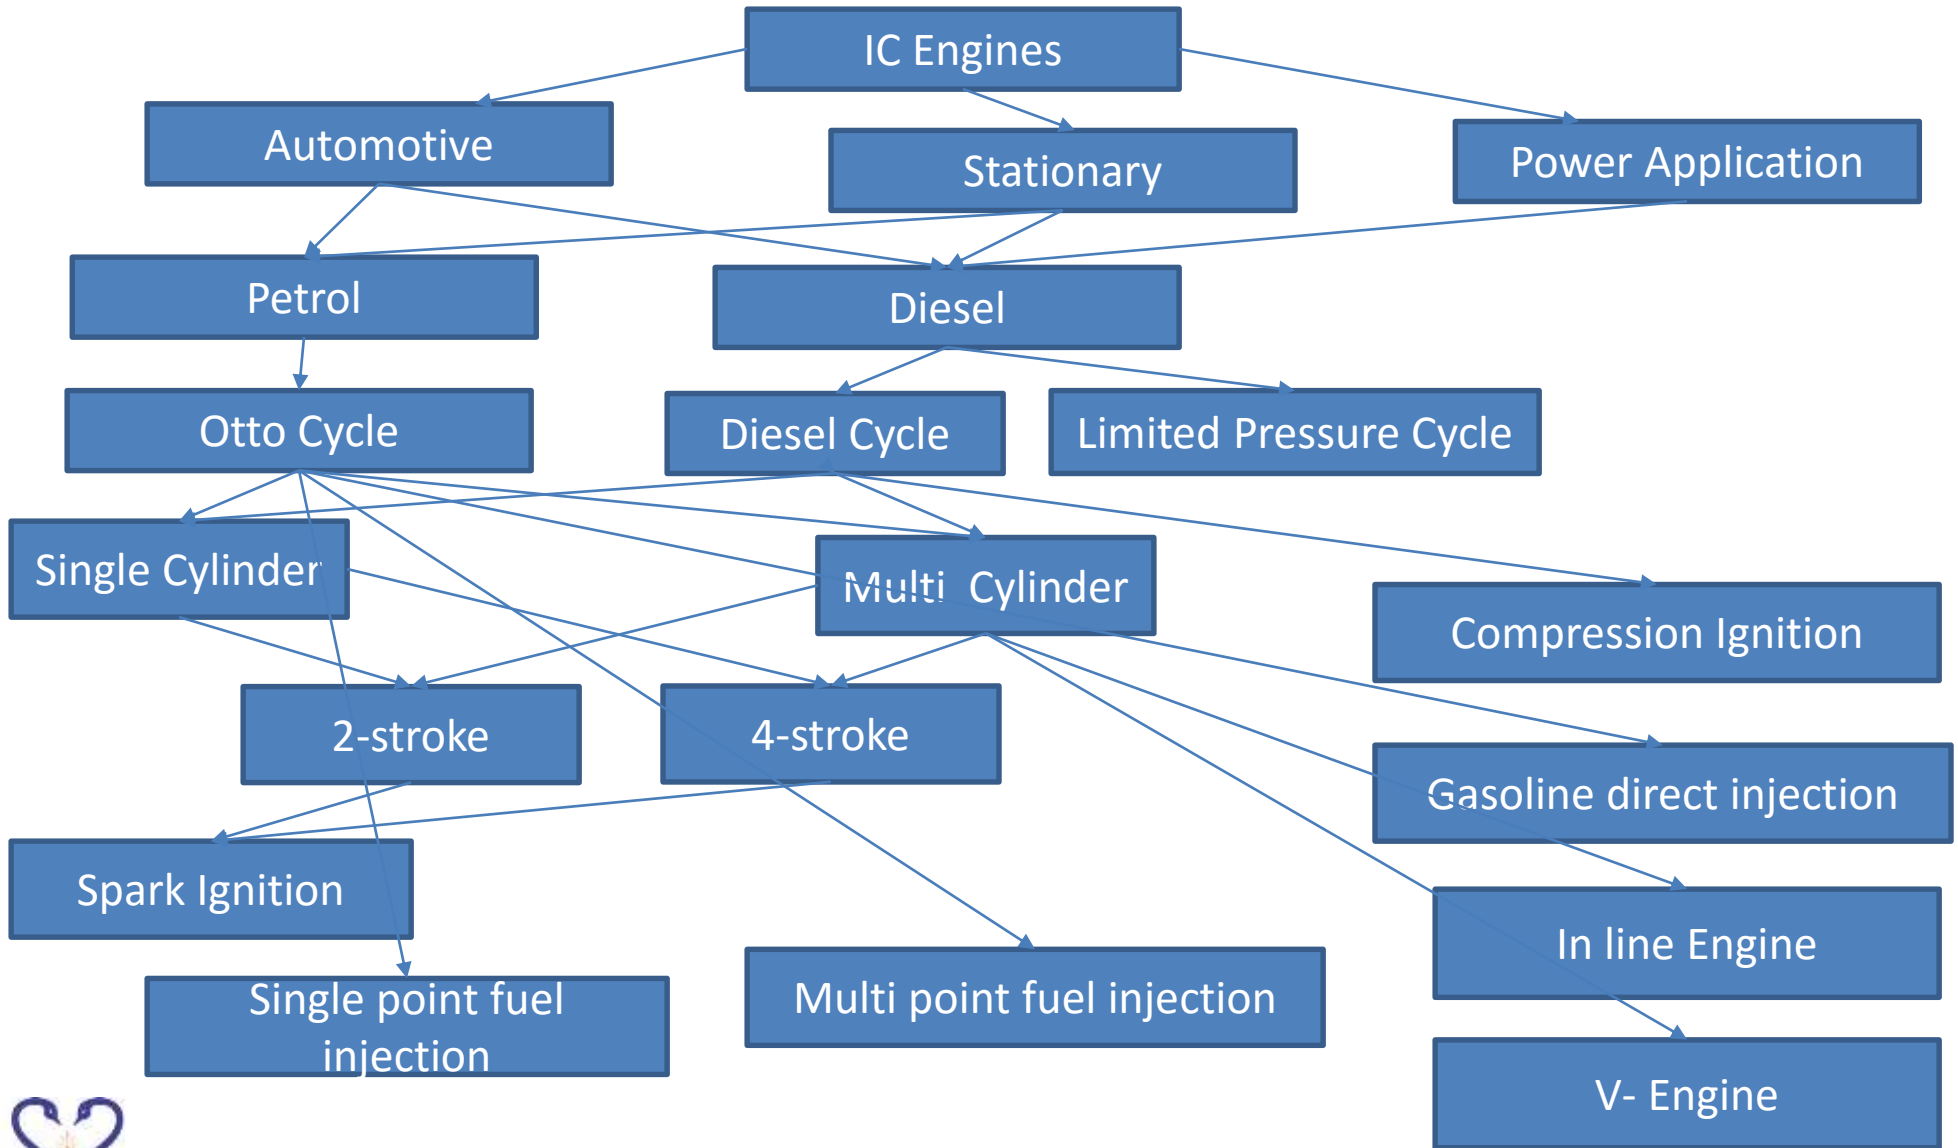 IC Engines
Automotive
Stationary
Power Application
Petrol
Diesel
Otto Cycle
Diesel Cycle
Limited Pressure Cycle
Single Cylinder
Multi  Cylinder
Compression Ignition
2-stroke
4-stroke
Gasoline direct injection
Spark Ignition
In line Engine
Single point fuel
injection
Multi point fuel injection
V- Engine